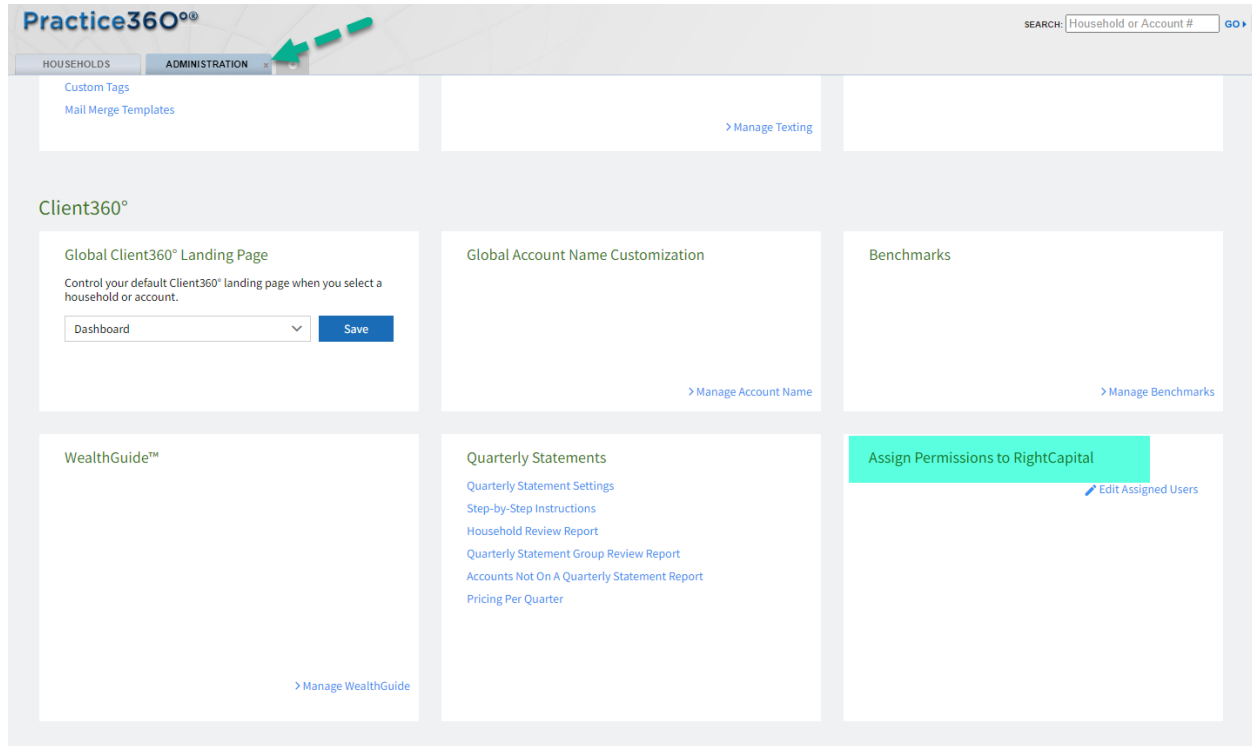 Practice360°®
SEARCH: Household or Account # GO
HOUSEHOLDS
ADMINISTRATION x
Custom Tags
Mail Merge Templates
> Manage Texting
Client360°
Global Client360° Landing Page
Control your default Client360° landing page when you select a
household or account.
Dashboard
Save
Global Account Name Customization
> Manage Account Name
Benchmarks
> Manage Benchmarks
WealthGuide™
> Manage WealthGuide
Quarterly Statements
Quarterly Statement Settings
Step-by-Step Instructions
Household Review Report
Quarterly Statement Group Review Report
Accounts Not On A Quarterly Statement Report
Pricing Per Quarter
Assign Permissions to RightCapital
Edit Assigned Users